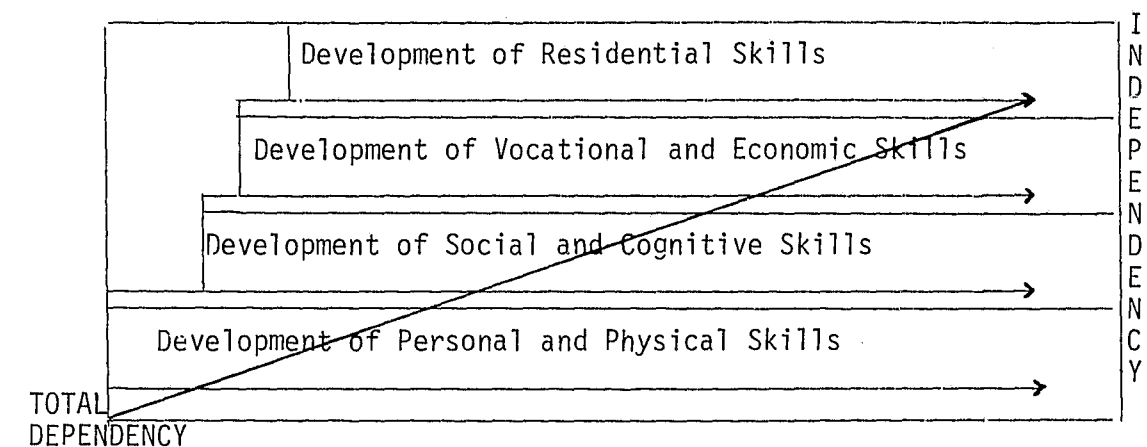 Development of Residential Skills
Development of Vocational and Economic Skills
Development of Social and Cognitive Skills
Development of Personal and Physical Skills
TOTAL
DEPENDENCY
INDEPENDENCY